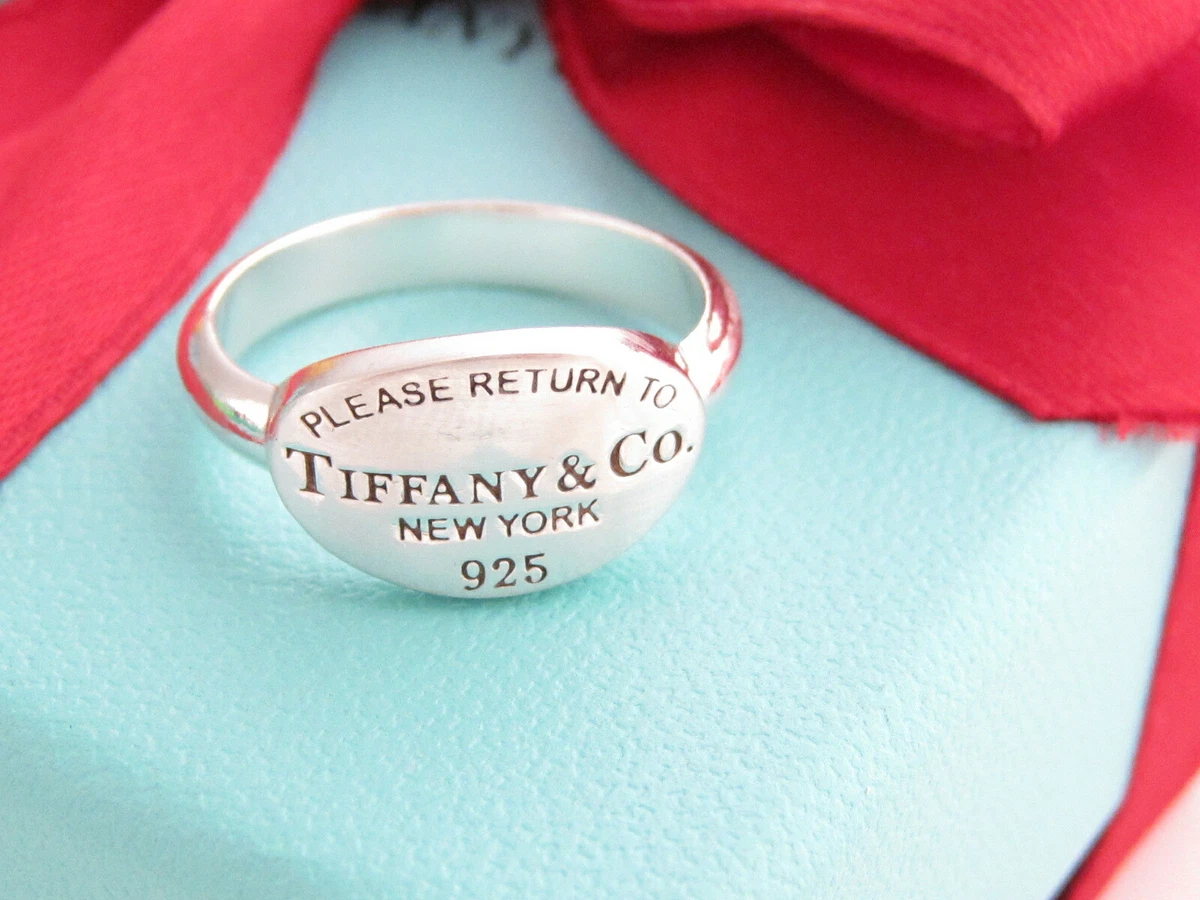 PLEASE RETURN TO
TIFFANY & CO.
NEW YORK
925